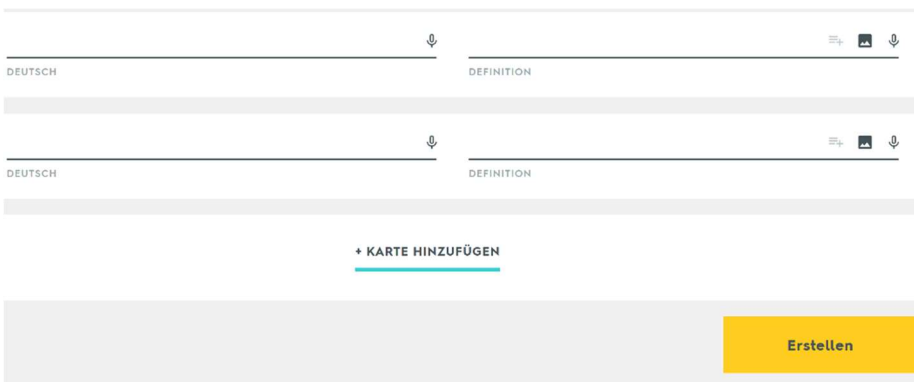 DEUTSCH
DEFINITION
DEUTSCH
DEFINITION
+ KARTE HINZUFÜGEN
Erstellen